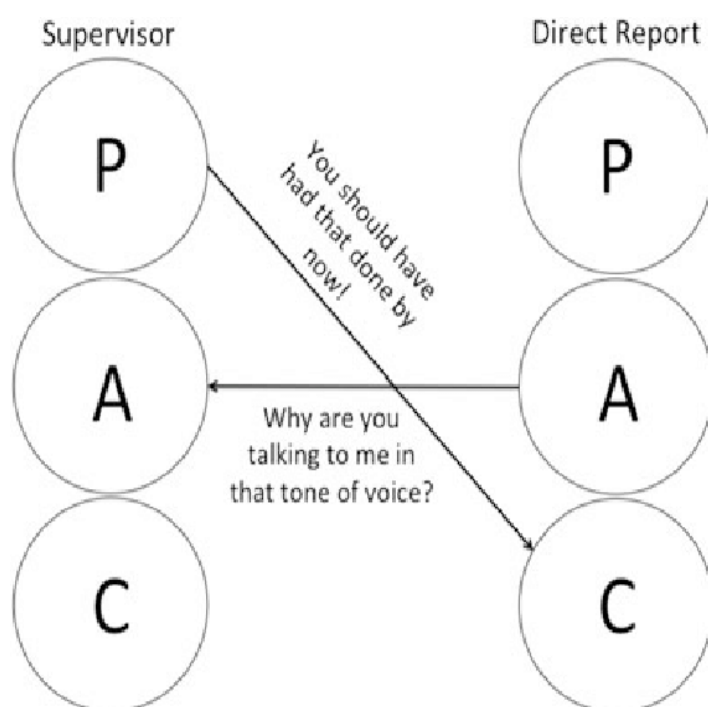 Supervisor
Direct Report
P
P
You should have
had that done by
now!
A
A
Why are you
talking to me in
that tone of voice?
C
C